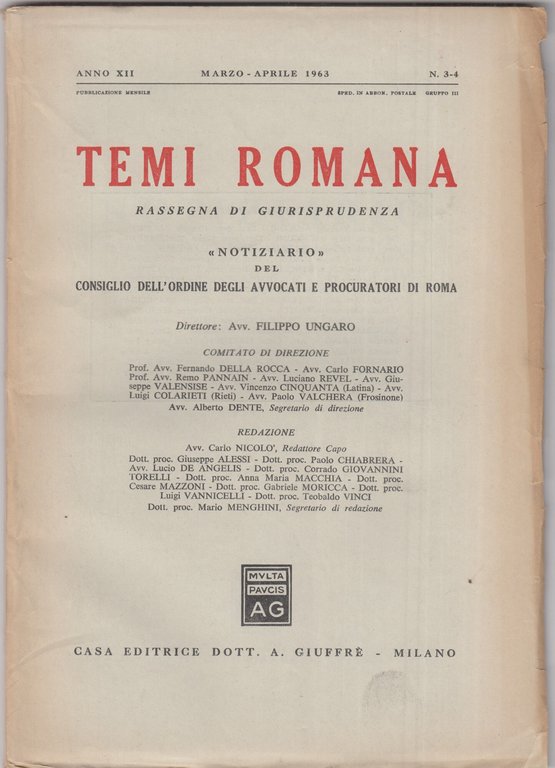 ANNO XII MARZO - APRILE 1963 N. 3-4
PUBBLICAZIONE MENSILE SPED. IN ABBON. POSTALE GRUPPO III
TEMI ROMANA
RASSEGNA DI GIURISPRUDENZA
«NOTIZIARIO»
DEL
CONSIGLIO DELL'ORDINE DEGLI AVVOCATI E PROCURATORI DI ROMA
Direttore: Avv. FILIPPO UNGARO
COMITATO DI DIREZIONE
Prof. Avv. Fernando DELLA ROCCA - Avv. Carlo FORNARIO
Prof. Avv. Remo PANNAIN - Avv. Luciano REVEL - Avv. Giu-
seppe VALENSISE - Avv. Vincenzo CINQUANTA (Latina) - Avv.
Luigi COLARIETI (Rieti) - Avv. Paolo VALCHERA (Frosinone)
Avv. Alberto DENTE, Segretario di direzione
REDAZIONE
Avv. Carlo NICOLO', Redattore Capo
Dott. proc. Giuseppe ALESSI - Dott. proc. Paolo CHIABRERA -
Avv. Lucio DE ANGELIS - Dott. proc. Corrado GIOVANNINI
TORELLI - Dott. proc. Anna Maria MACCHIA - Dott. proc.
Cesare MAZZONI - Dott. proc. Gabriele MORICCA - Dott. proc.
Luigi VANNICELLI - Dott. proc. Teobaldo VINCI
Dott. proc. Mario MENGHINI, Segretario di redazione
MVLTA
PAVCIS
AG
CASA EDITRICE DOTT. A. GIUFFRÈ - MILANO